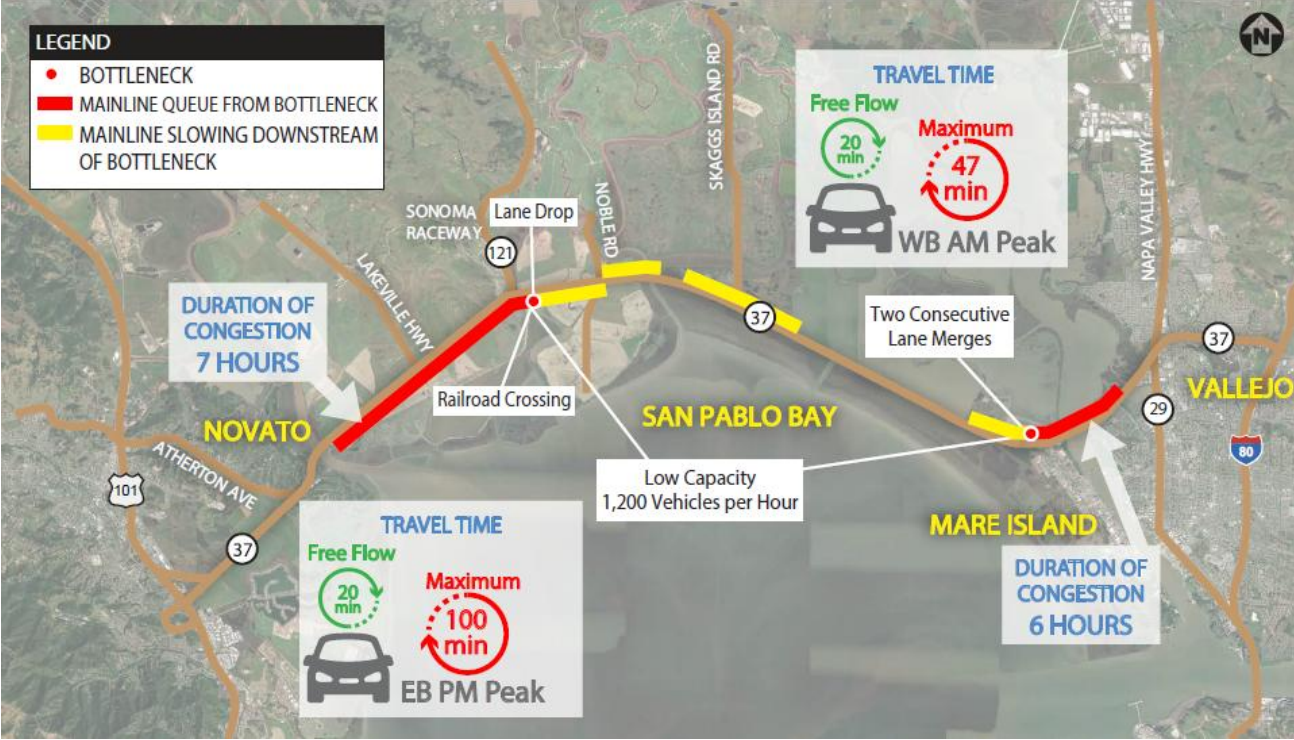 LEGEND
BOTTLENECK
MAINLINE QUEUE FROM BOTTLENECK
MAINLINE SLOWING DOWNSTREAM
OF BOTTLENECK
N
TRAVEL TIME
Free Flow
20
min
Maximum
47
min
WB AM Peak
SKAGGS ISLAND RD
NAPA VALLEY HWY
SONOMA
RACEWAY
121
Lane Drop
NOBLE RD
LAKEVILLE HWY
DURATION OF
CONGESTION
7 HOURS
37
Two Consecutive
Lane Merges
37
Railroad Crossing
VALLEJO
NOVATO
SAN PABLO BAY
29
80
ATHERTON AVE
101
Low Capacity
1,200 Vehicles per Hour
MARE ISLAND
37
TRAVEL TIME
Free Flow
20
min
Maximum
100
min
EB PM Peak
DURATION OF
CONGESTION
6 HOURS